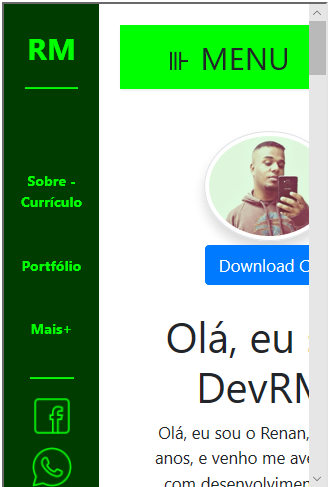 RM
Sobre -
Currículo
Portfólio
Mais+
⊪ MENU
Download C
Olá, eu s
DevRM
Olá, eu sou o Renan,
anos, e venho me ave
com desenvolvimen